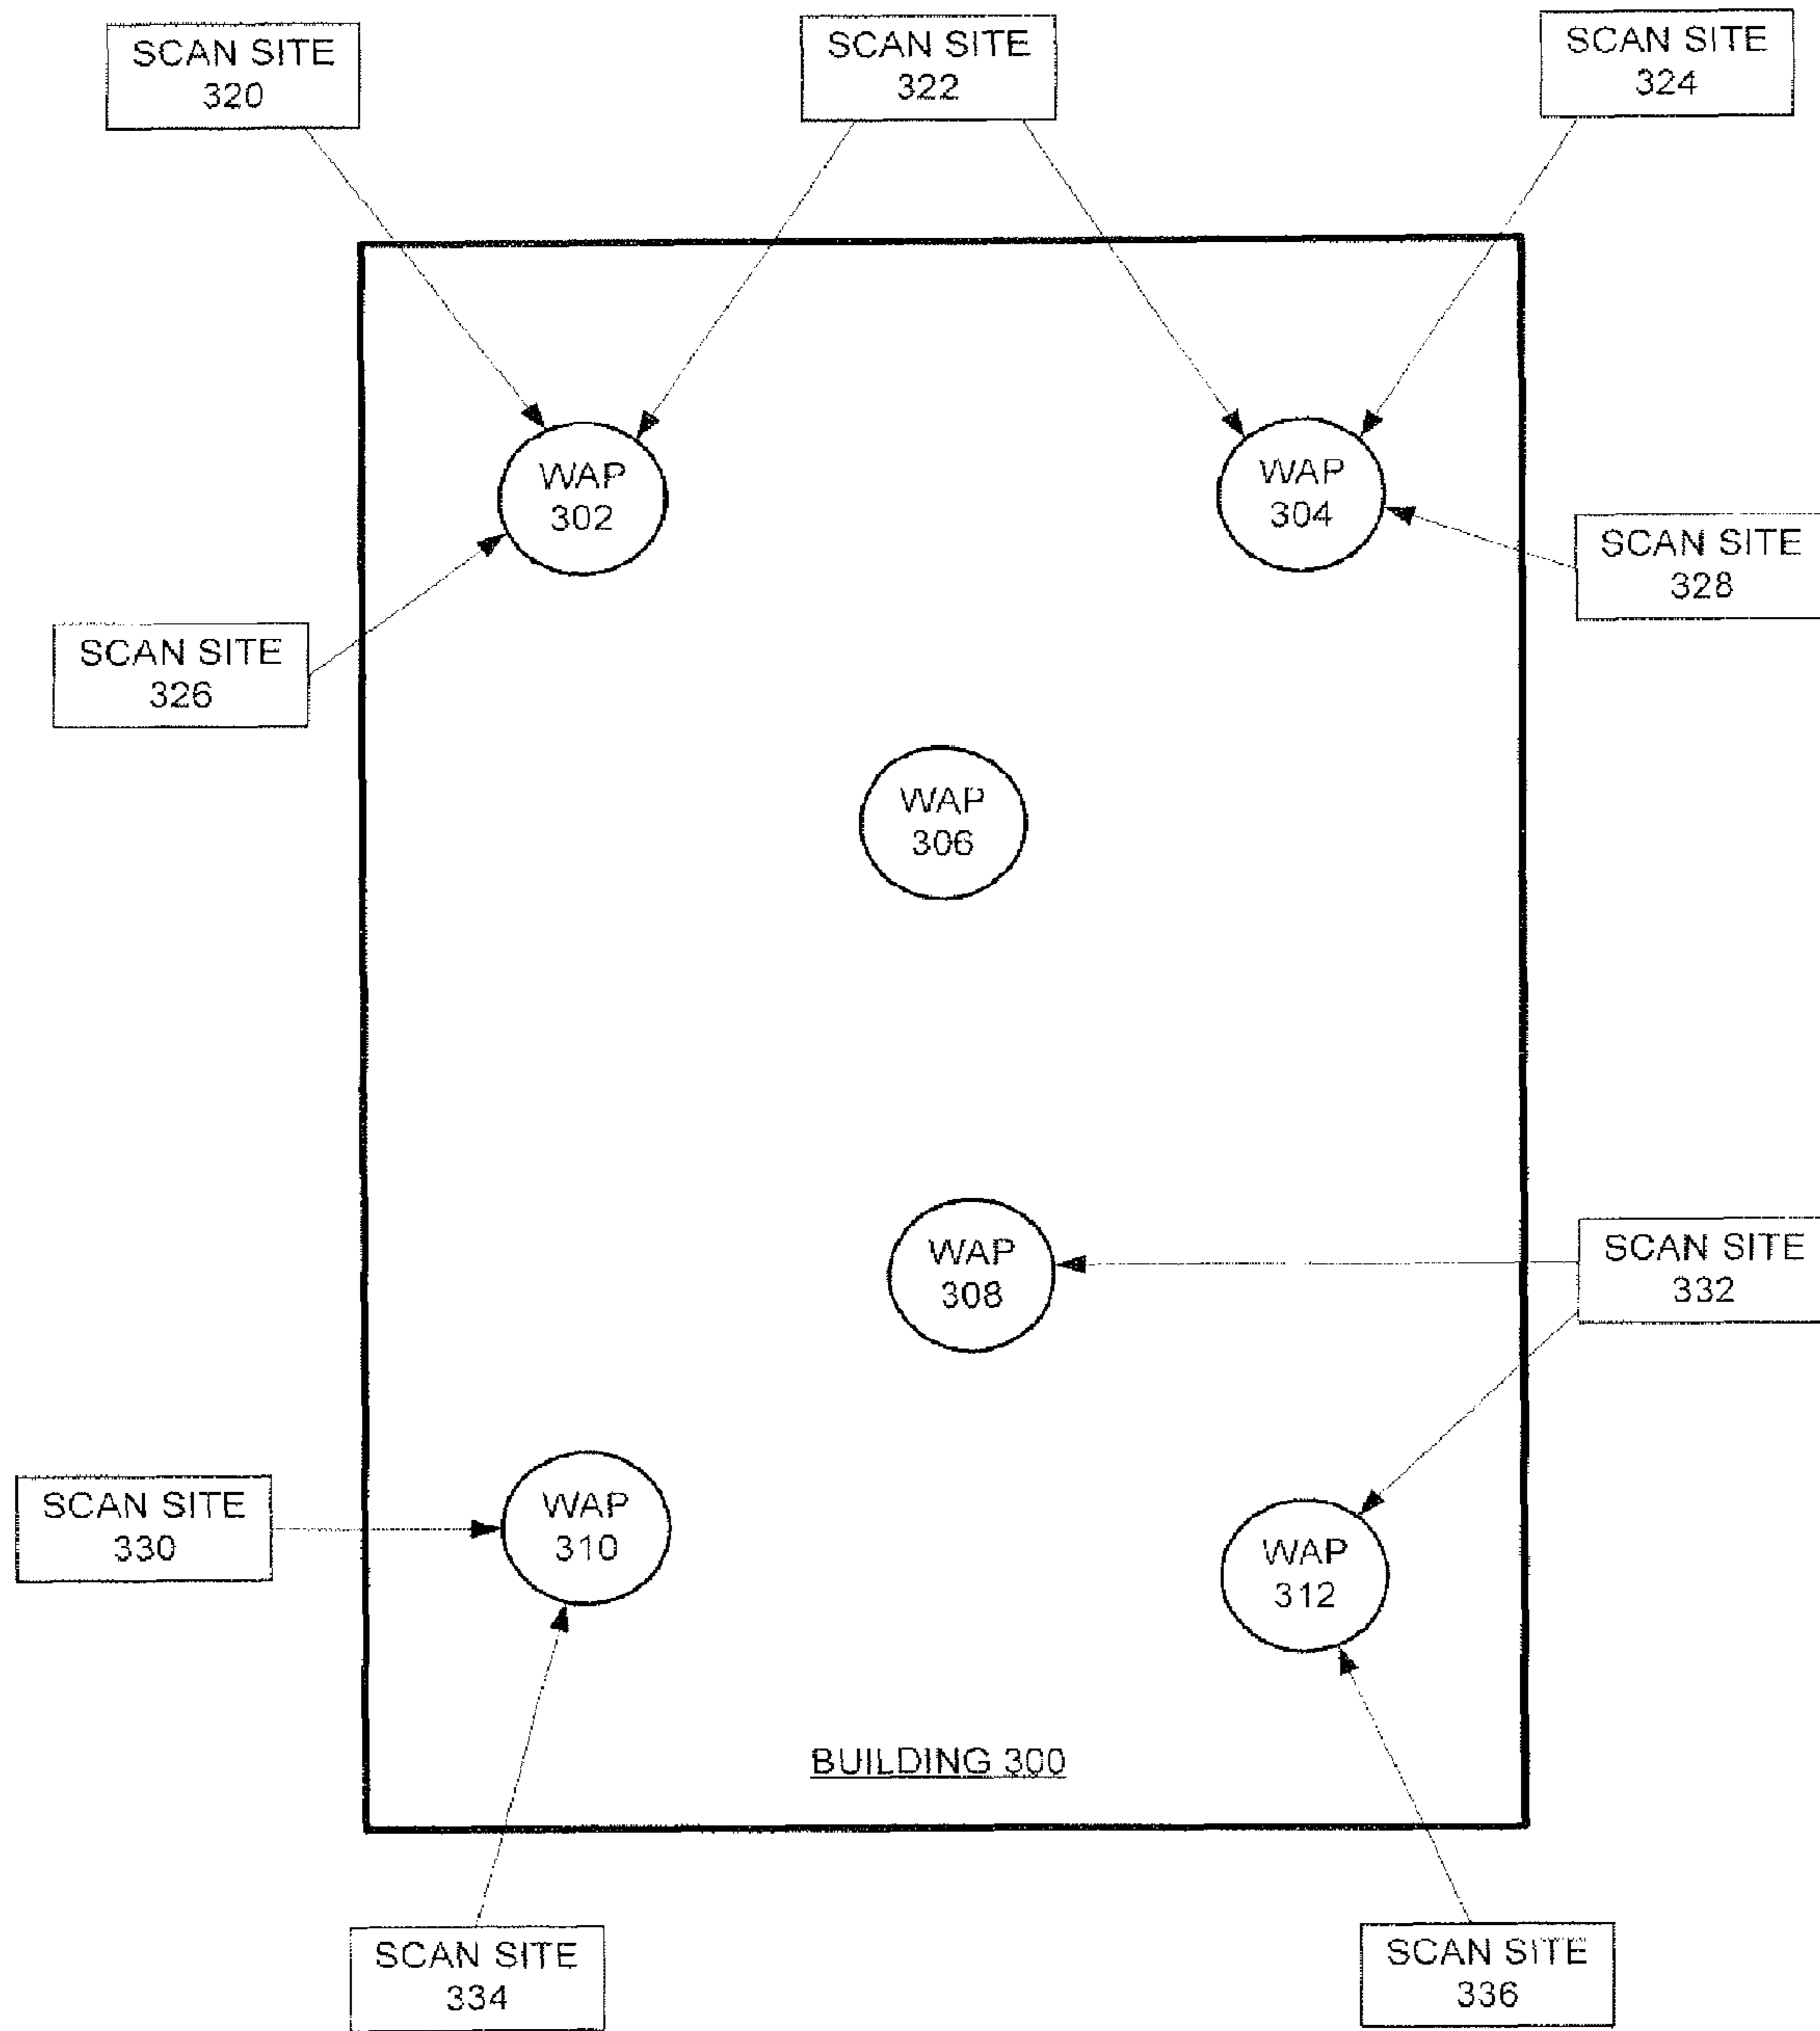 SCAN SITE
320
SCAN SITE
322
SCAN SITE
324
WAP
302
WAP
304
SCAN SITE
328
SCAN SITE
326
WAP
306
WAP
308
SCAN SITE
332
SCAN SITE
330
WAP
310
WAP
312
BUILDING 300
SCAN SITE
334
SCAN SITE
336